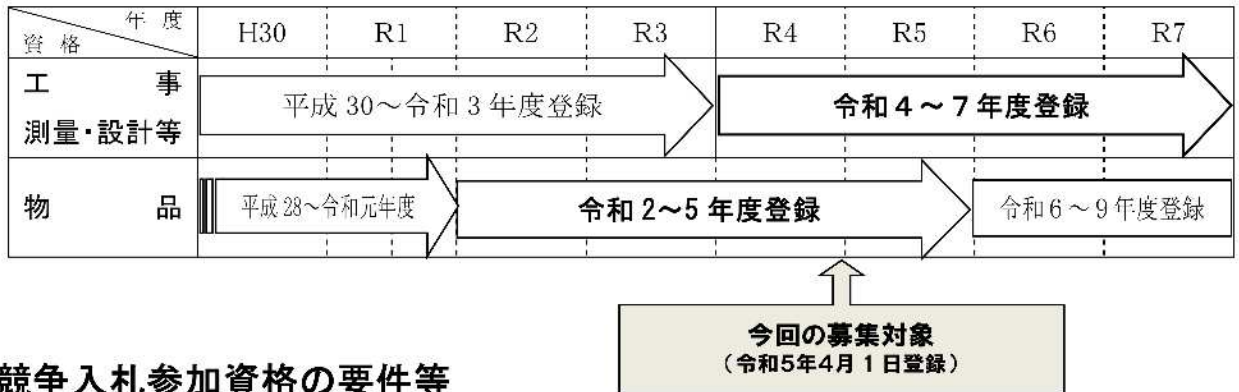 年度
資格
H30 R1 R2 R3 R4 R5 R6 R7
工事
測量・設計等
平成30～令和3年度登録
令和4～7年度登録
物品
平成28～令和元年度
令和2～5年度登録
令和6～9年度登録
今回の募集対象
（令和5年4月1日登録）
競争入札参加資格の要件等